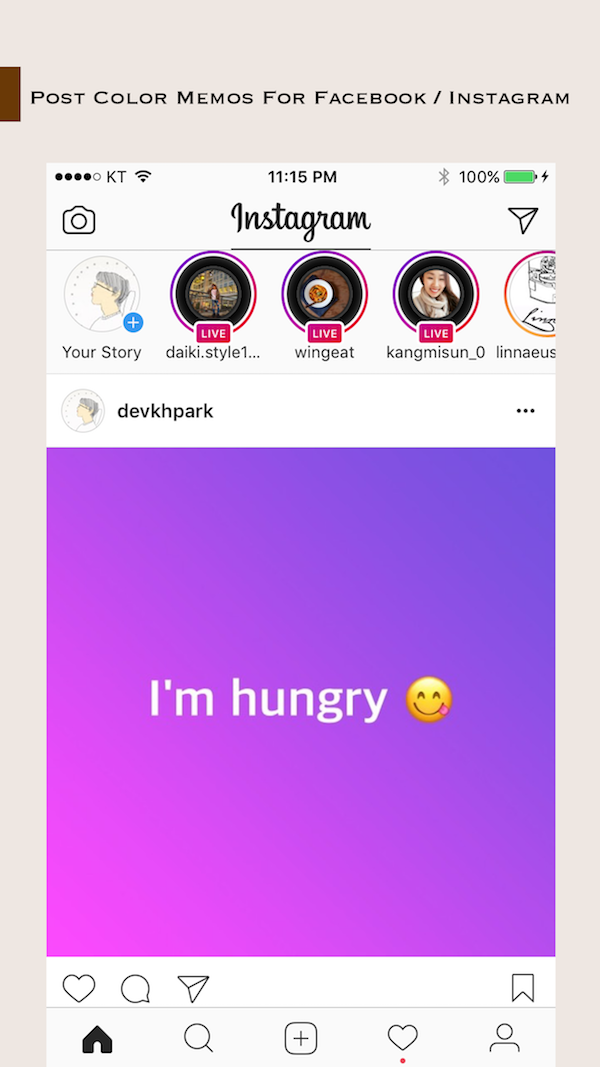 Post Color Memos For Facebook / Instagram
KT 11:15 PM 100%
Instagram
LIVE LIVE LIVE
Your Story daiki.style1... wingeat kangmisun_0 linnaeus
devkhpark
I'm hungry 😋